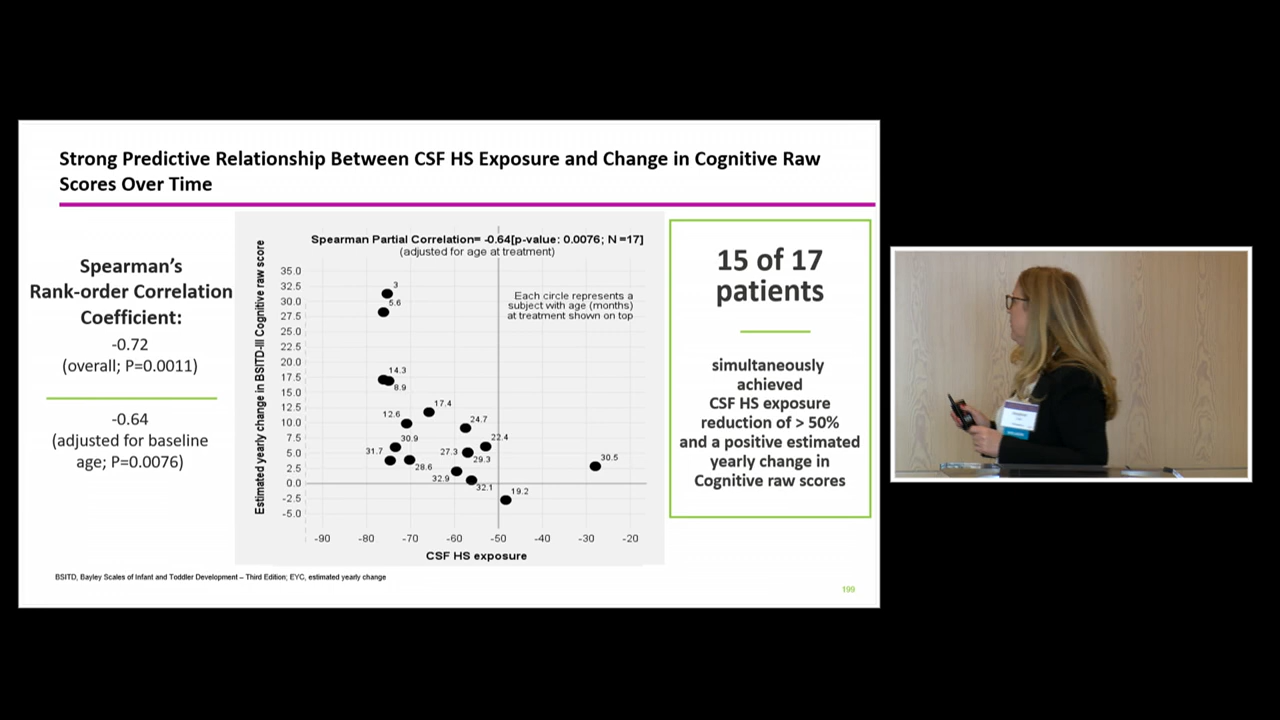 Strong Predictive Relationship Between CSF HS Exposure and Change in Cognitive Raw
Scores Over Time
Spearman's
Rank-order Correlation
Coefficient:
-0.72
(overall; P=0.0011)
-0.64
(adjusted for baseline
age; P=0.0076)
Spearman Partial Correlation= -0.64[p-value: 0.0076; N =17]
(adjusted for age at treatment)
Each circle represents a
subject with age (months)
at treatment shown on top
Estimated yearly change in BSITD-III Cognitive raw score
35.0
32.5
30.0
27.5
25.0
22.5
20.0
17.5
15.0
12.5
10.0
7.5
5.0
2.5
0.0
-2.5
-5.0
3
5.6
14.3
8.9
17.4
12.6
24.7
22.4
30.9
31.7
27.3
29.3
28.6
30.5
32.9
32.1
19.2
-90 -80 -70 -60 -50 -40 -30 -20
CSF HS exposure
15 of 17
patients
simultaneously
achieved
CSF HS exposure
reduction of > 50%
and a positive estimated
yearly change in
Cognitive raw scores
BSITD, Bayley Scales of Infant and Toddler Development – Third Edition; EYC, estimated yearly change
199